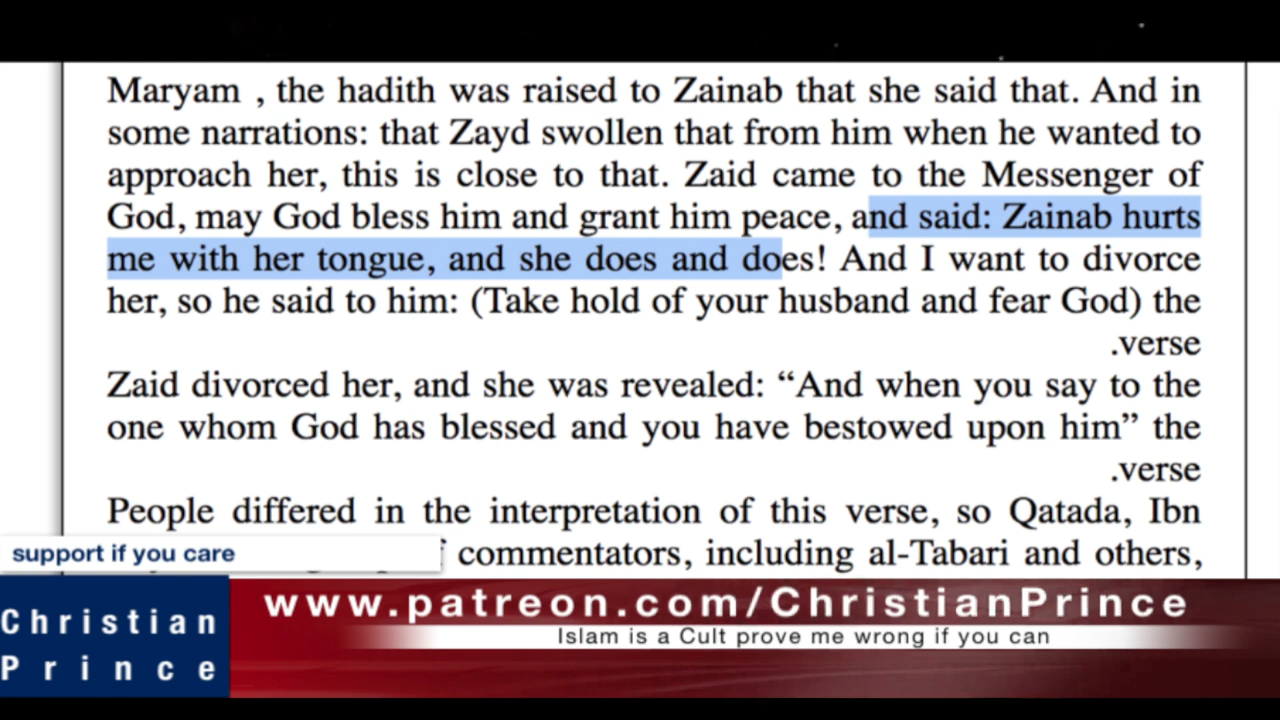 Maryam , the hadith was raised to Zainab that she said that. And in
some narrations: that Zayd swollen that from him when he wanted to
approach her, this is close to that. Zaid came to the Messenger of
God, may God bless him and grant him peace, and said: Zainab hurts
me with her tongue, and she does and does! And I want to divorce
her, so he said to him: (Take hold of your husband and fear God) the
.verse
Zaid divorced her, and she was revealed: “And when you say to the
one whom God has blessed and you have bestowed upon him” the
.verse
People differed in the interpretation of this verse, so Qatada, Ibn
commentators, including al-Tabari and others,
support if you care
Christian
Prince
www.patreon.com/ChristianPrince
Islam is a Cult prove me wrong if you can